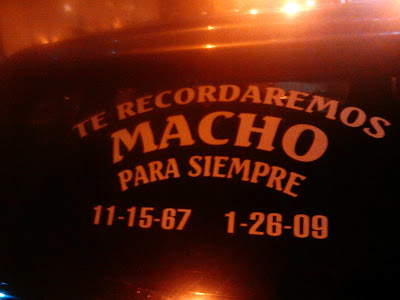 TE RECORDAREMOS
MACHO
PARA SIEMPRE
11-15-67 1-26-09